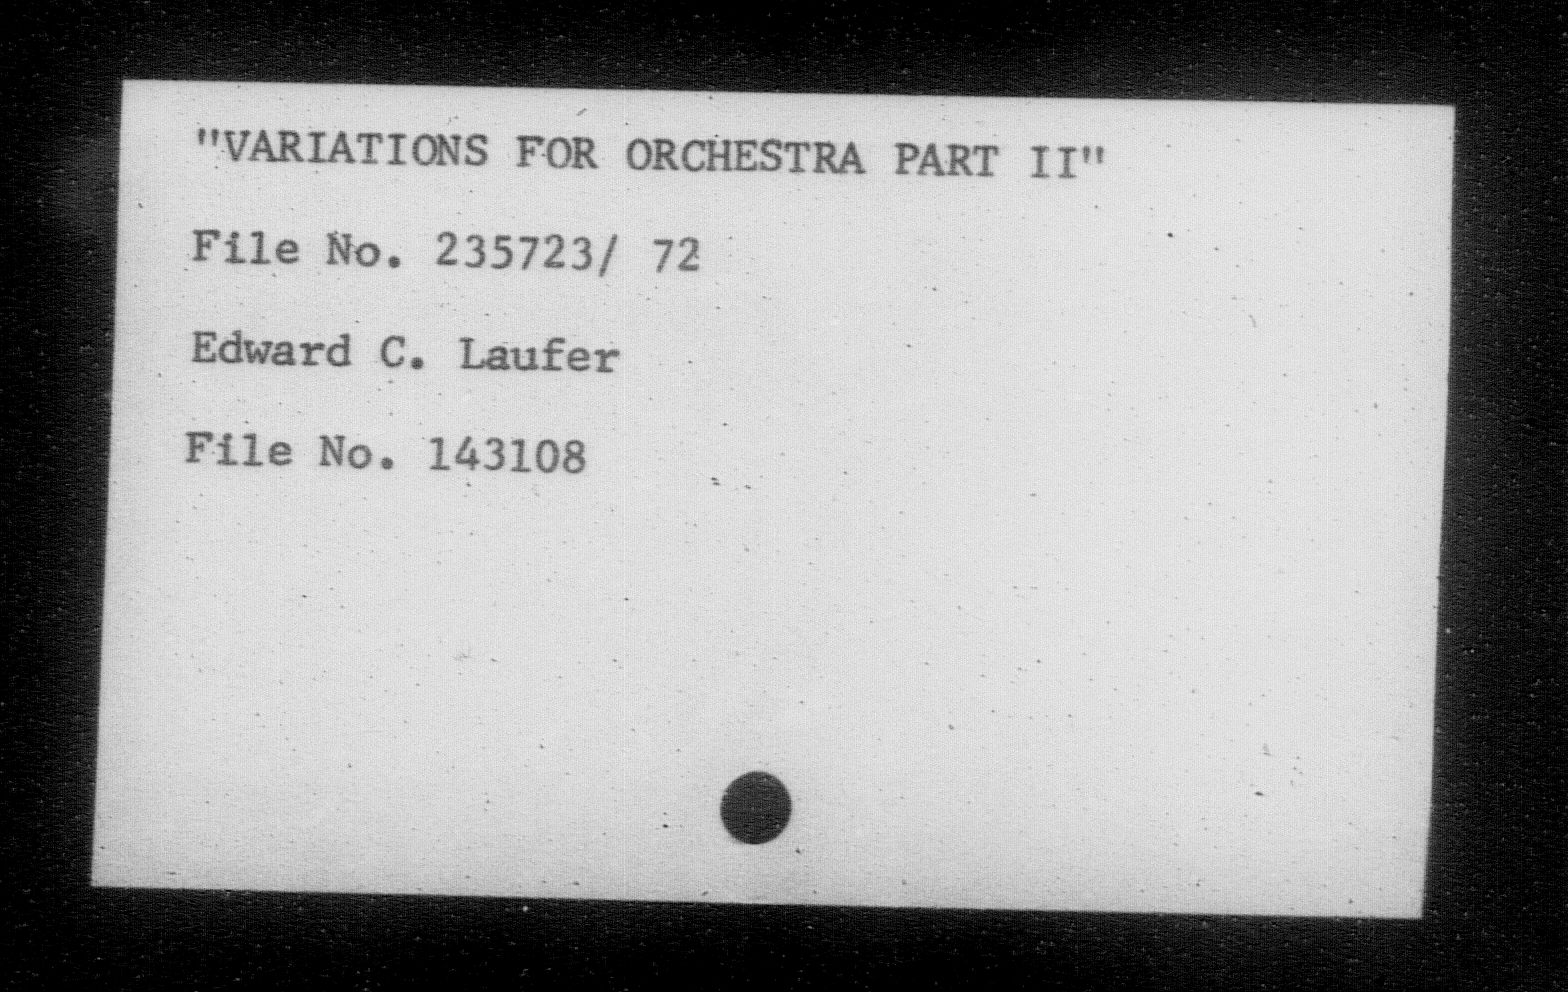 "VARIATIONS FOR ORCHESTRA PART II"
File No. 235723/ 72
Edward C. Laufer
File No. 143108